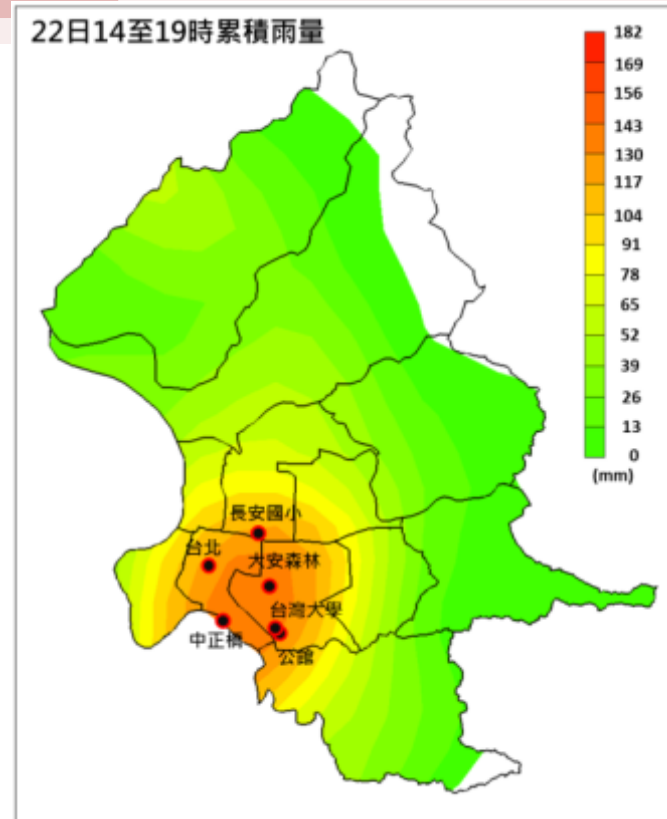 22日14至19時累積雨量
182
169
156
143
130
117
104
91
78
65
52
39
26
13
0
(mm)
長安國小
台北
大安森林
台灣大學
中正橋
公館